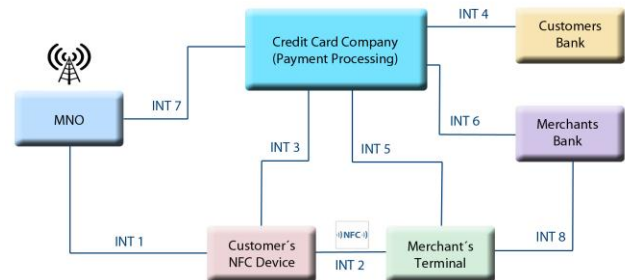 INT 4
Credit Card Company
(Payment Processing)
Customers
Bank
INT 7
MNO
INT 6
Merchants
Bank
INT 3
INT 5
NFC
INT 1
Customer´s
NFC Device
INT 2
Merchant´s
Terminal
INT 8